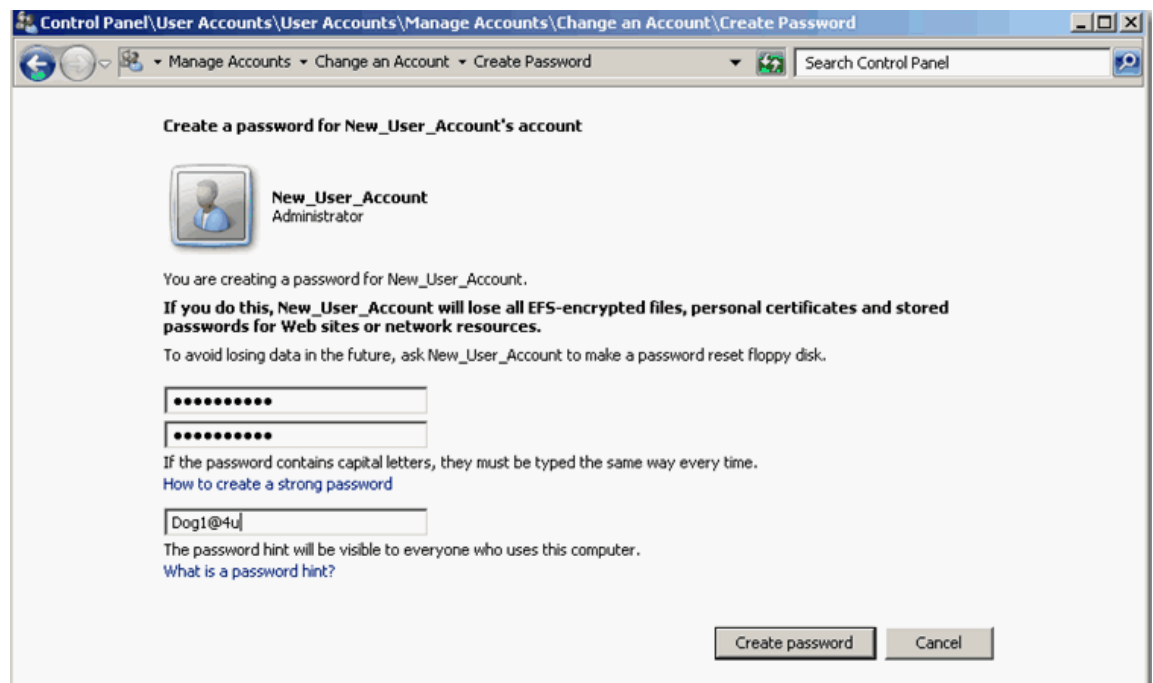 Control Panel\User Accounts\User Accounts\Manage Accounts\Change an Account\Create Password
Manage Accounts Change an Account Create Password Search Control Panel
Create a password for New_User_Account's account
New_User_Account
Administrator
You are creating a password for New_User_Account.
If you do this, New_User_Account will lose all EFS-encrypted files, personal certificates and stored
passwords for Web sites or network resources.
To avoid losing data in the future, ask New_User_Account to make a password reset floppy disk.
●●●●●●●●●●
●●●●●●●●●●
If the password contains capital letters, they must be typed the same way every time.
How to create a strong password
Dog1@4u
The password hint will be visible to everyone who uses this computer.
What is a password hint?
Create password Cancel